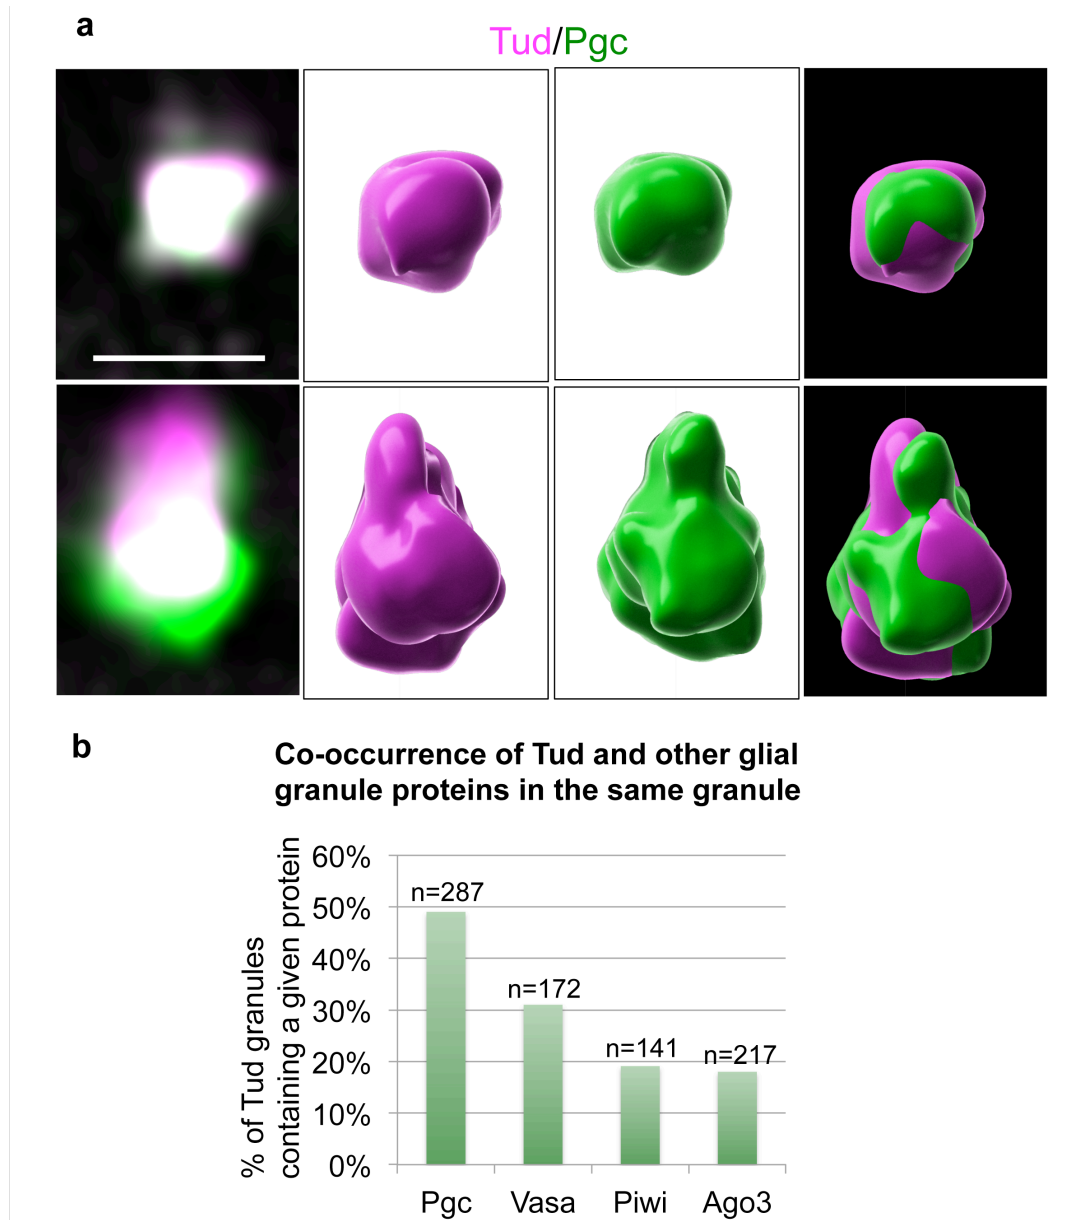 a
Tud/Pgc
b
Co-occurrence of Tud and other glial
granule proteins in the same granule
% of Tud granules
containing a given protein
60%
50%
40%
30%
20%
10%
0%
n=287
n=172
n=141
n=217
Pgc
Vasa
Piwi
Ago3